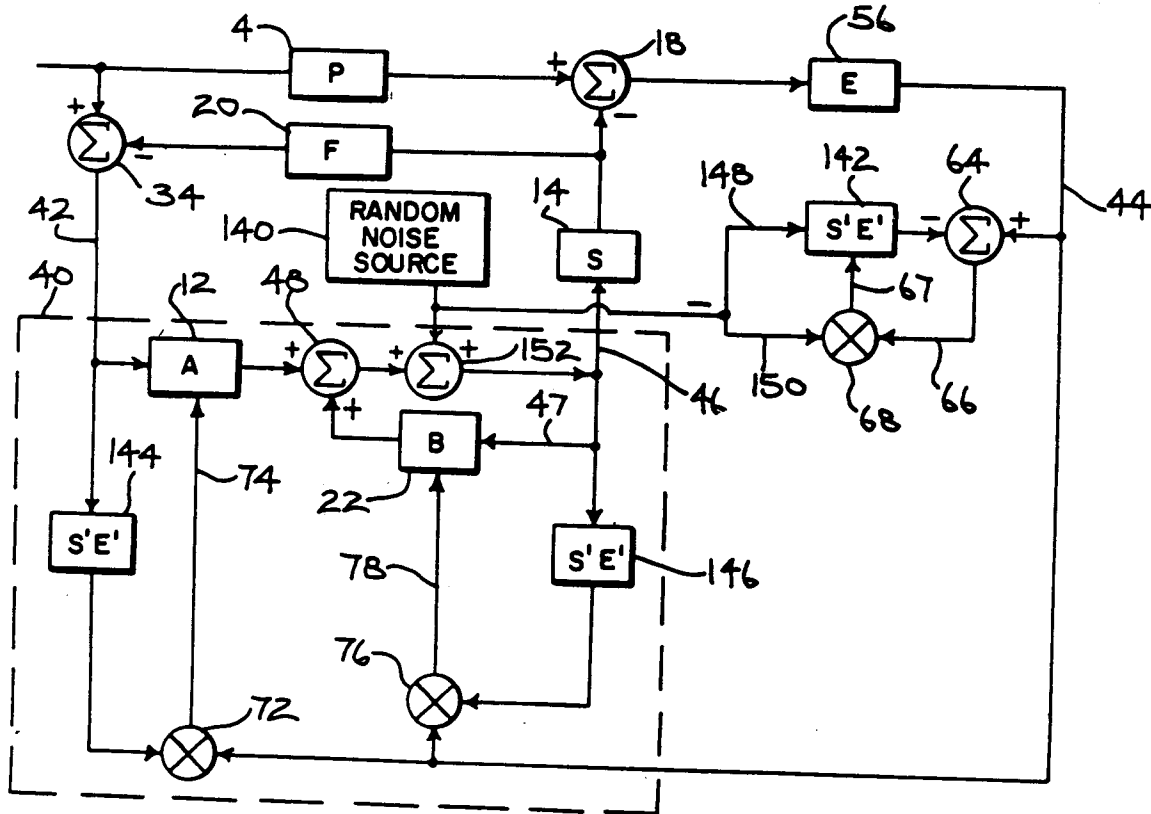 4
P
+
Σ
18
56
E
20
F
-
+
Σ
-
34
42
RANDOM
NOISE
SOURCE
140
14
S
148
142
S'E'
-
64
Σ
+
44
67
-
150
68
66
40
12
A
48
+
Σ
+
+
Σ
+
152
46
47
B
22
144
S'E'
74
78
S'E'
146
76
72